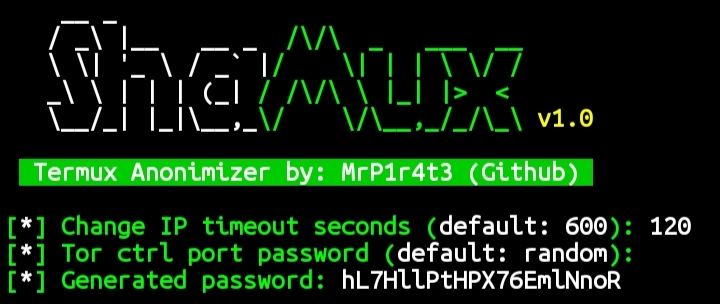 ShaMux v1.0
Termux Anonimizer by: MrP1r4t3 (Github)
[*] Change IP timeout seconds (default: 600): 120
[*] Tor ctrl port password (default: random):
[*] Generated password: hL7HllPtHPX76EmlNnoR